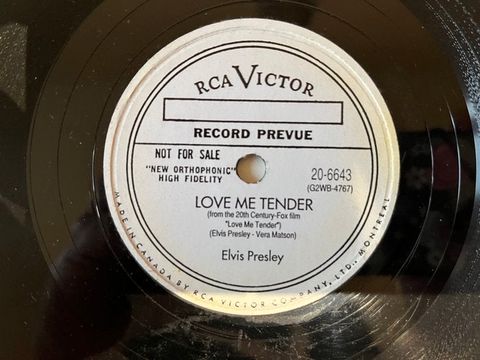 RCA VICTOR
RECORD PREVUE
NOT FOR SALE
"NEW ORTHOPHONIC"
HIGH FIDELITY
20-6643
(G2WB-4767)
LOVE ME TENDER
(from the 20th Century-Fox film
"Love Me Tender")
(Elvis Presley - Vera Matson)
Elvis Presley
MADE IN CANADA BY RCA VICTOR COMPANY, LTD., MONTREAL